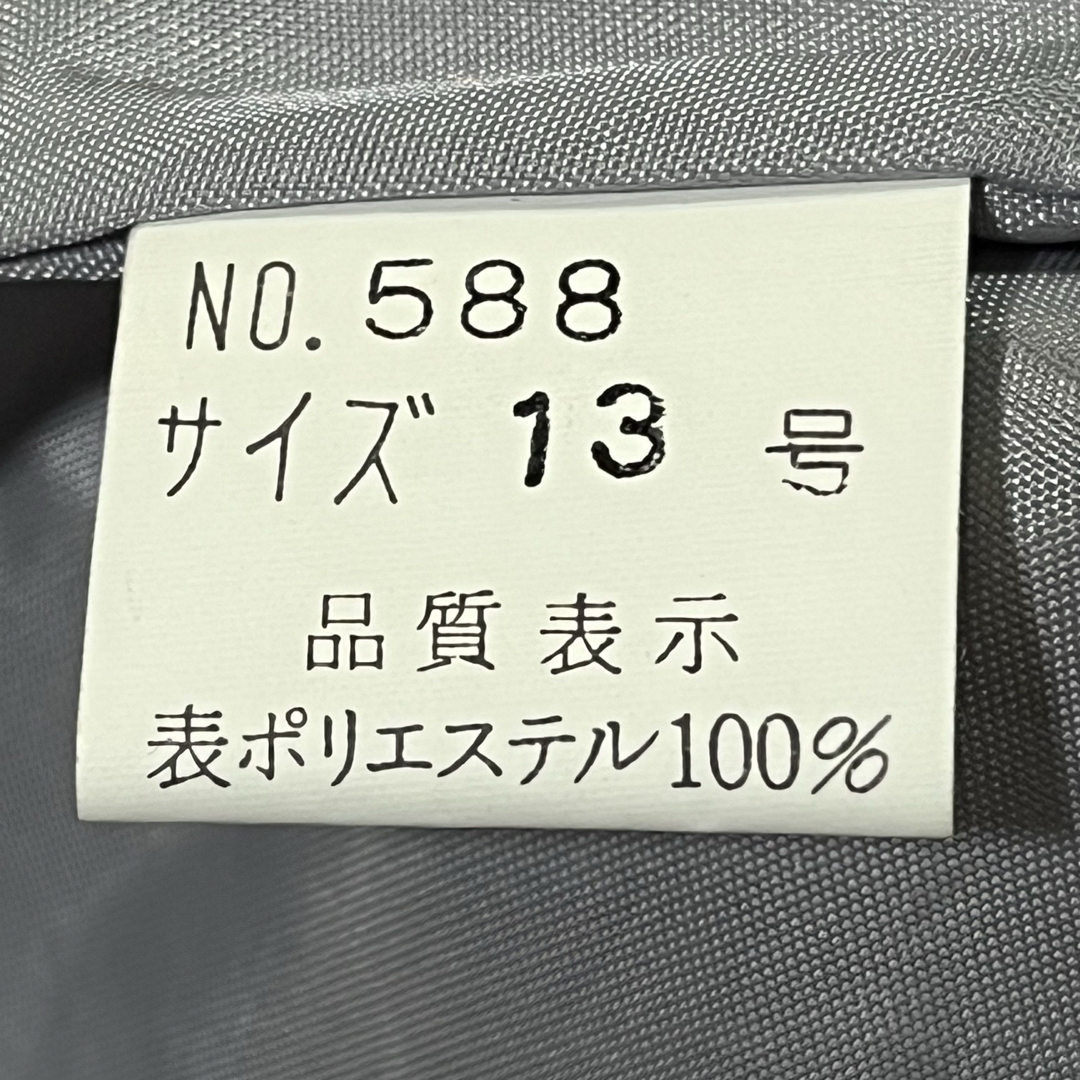 NO. 588
サイズ 13 号
品質表示
表ポリエステル100%